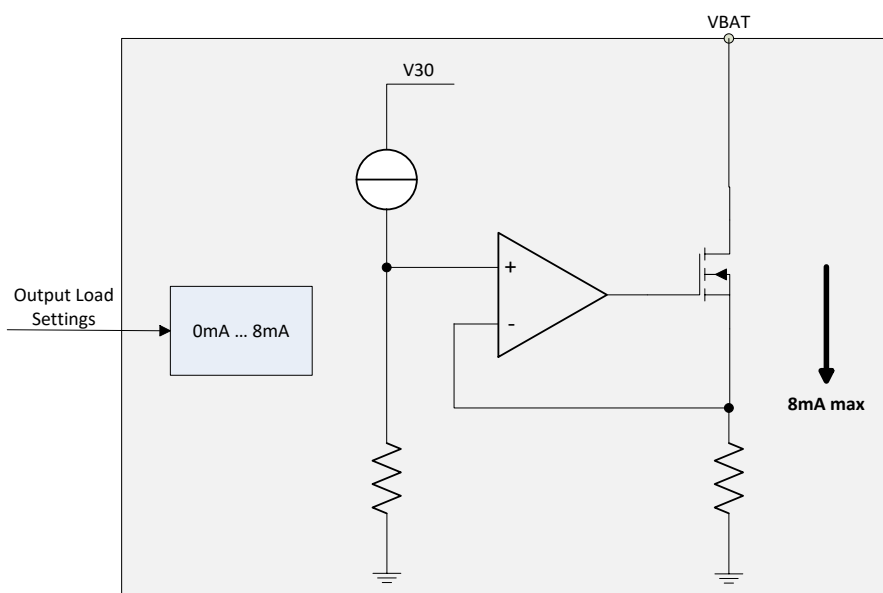 VBAT
V30
+
-
Output Load
Settings
0mA ... 8mA
8mA max